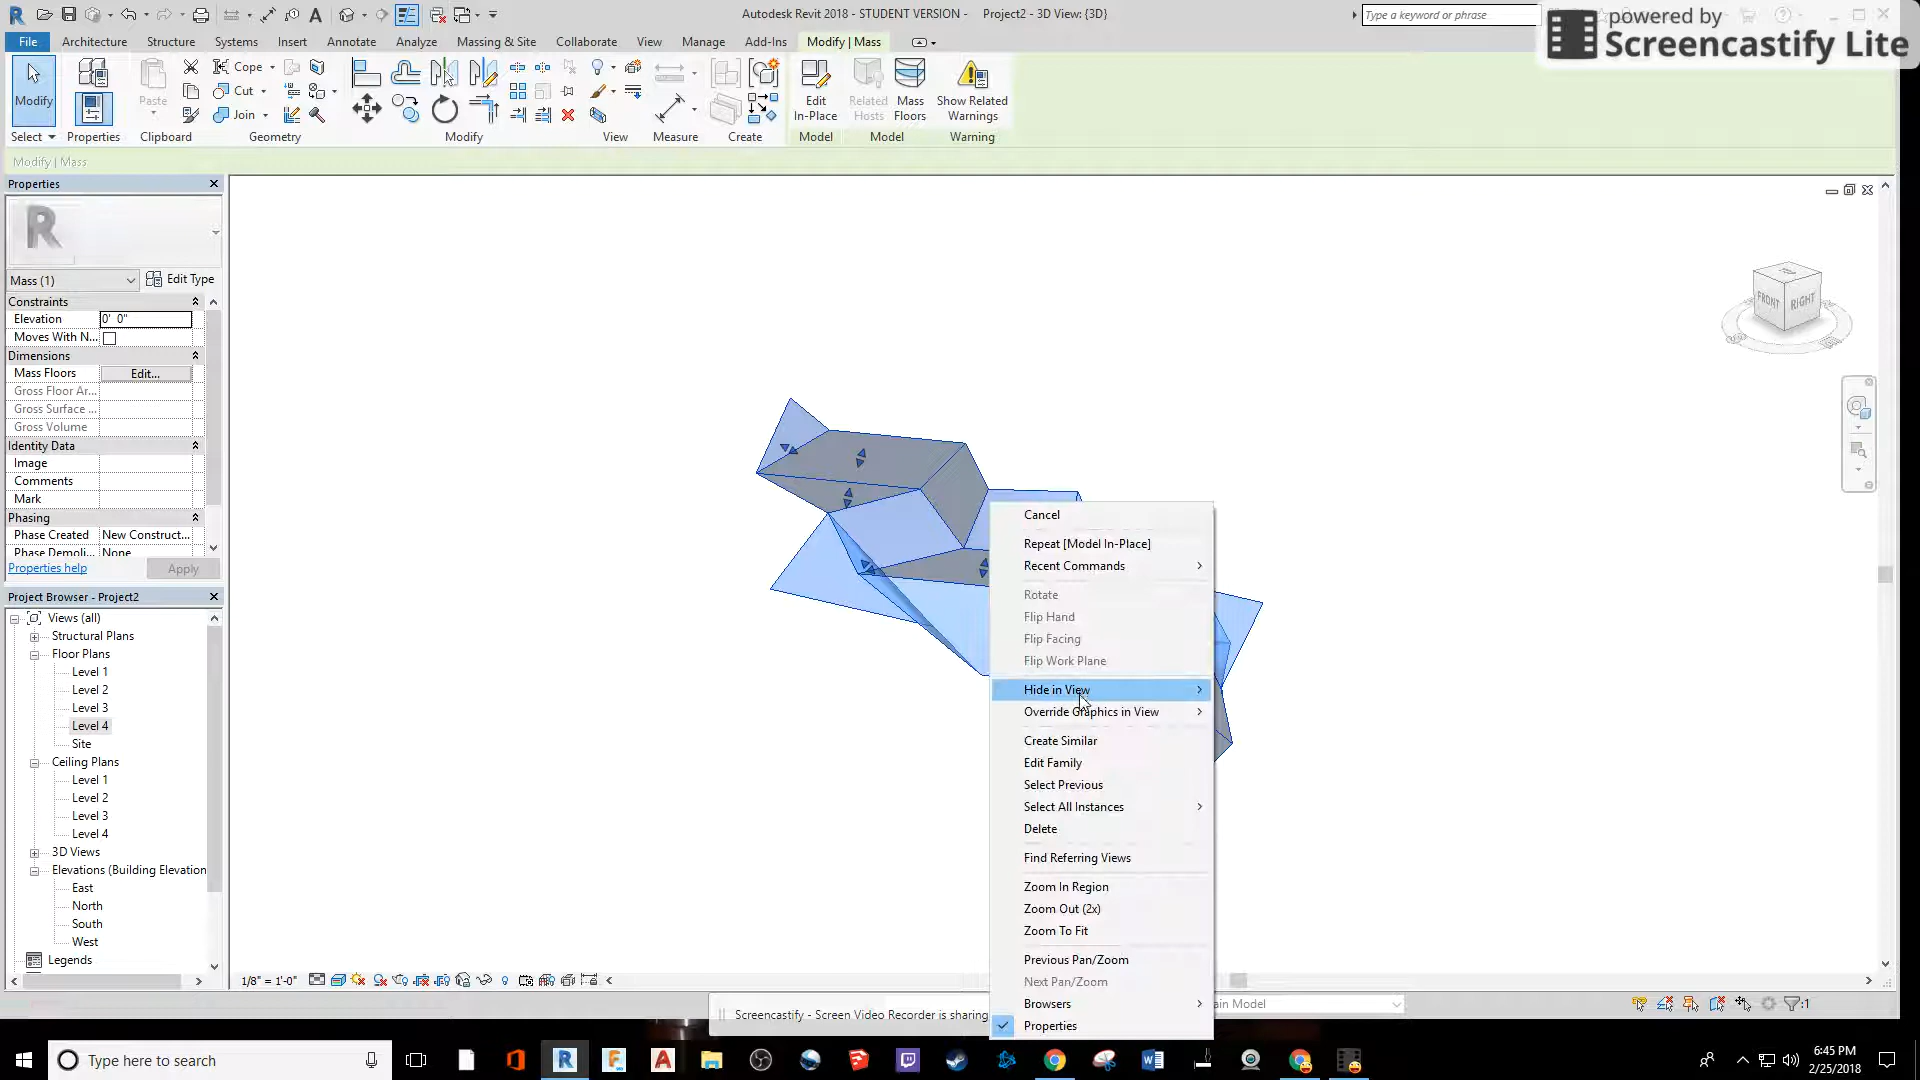 Autodesk Revit 2018 - STUDENT VERSION - Project2 - 3D View: {3D}
Type a keyword or phrase
powered by
Screencastify Lite
File Architecture Structure Systems Insert Annotate Analyze Massing & Site Collaborate View Manage Add-Ins Modify | Mass
Modify
Paste
Cope
Cut
Join
Edit
In-Place
Related
Hosts
Mass
Floors
Show Related
Warnings
Select Properties Clipboard Geometry Modify View Measure Create Model Model Warning
Modify | Mass
Properties
Mass (1) Edit Type
Constraints
Elevation 0' 0"
Moves With N...
Dimensions
Mass Floors Edit...
Gross Floor Ar...
Gross Surface ...
Gross Volume
Identity Data
Image
Comments
Mark
Phasing
Phase Created New Construct...
Phase Demoli... None
Properties help Apply
Project Browser - Project2
Views (all)
Structural Plans
Floor Plans
Level 1
Level 2
Level 3
Level 4
Site
Ceiling Plans
Level 1
Level 2
Level 3
Level 4
3D Views
Elevations (Building Elevation
East
North
South
West
Legends
FRONT RIGHT
Cancel
Repeat [Model In-Place]
Recent Commands
Rotate
Flip Hand
Flip Facing
Flip Work Plane
Hide in View
Override Graphics in View
Create Similar
Edit Family
Select Previous
Select All Instances
Delete
Find Referring Views
Zoom In Region
Zoom Out (2x)
Zoom To Fit
Previous Pan/Zoom
Next Pan/Zoom
Browsers
Properties
1/8" = 1'-0"
Screencastify - Screen Video Recorder is sharing
ain Model
:1
Type here to search
6:45 PM
2/25/2018